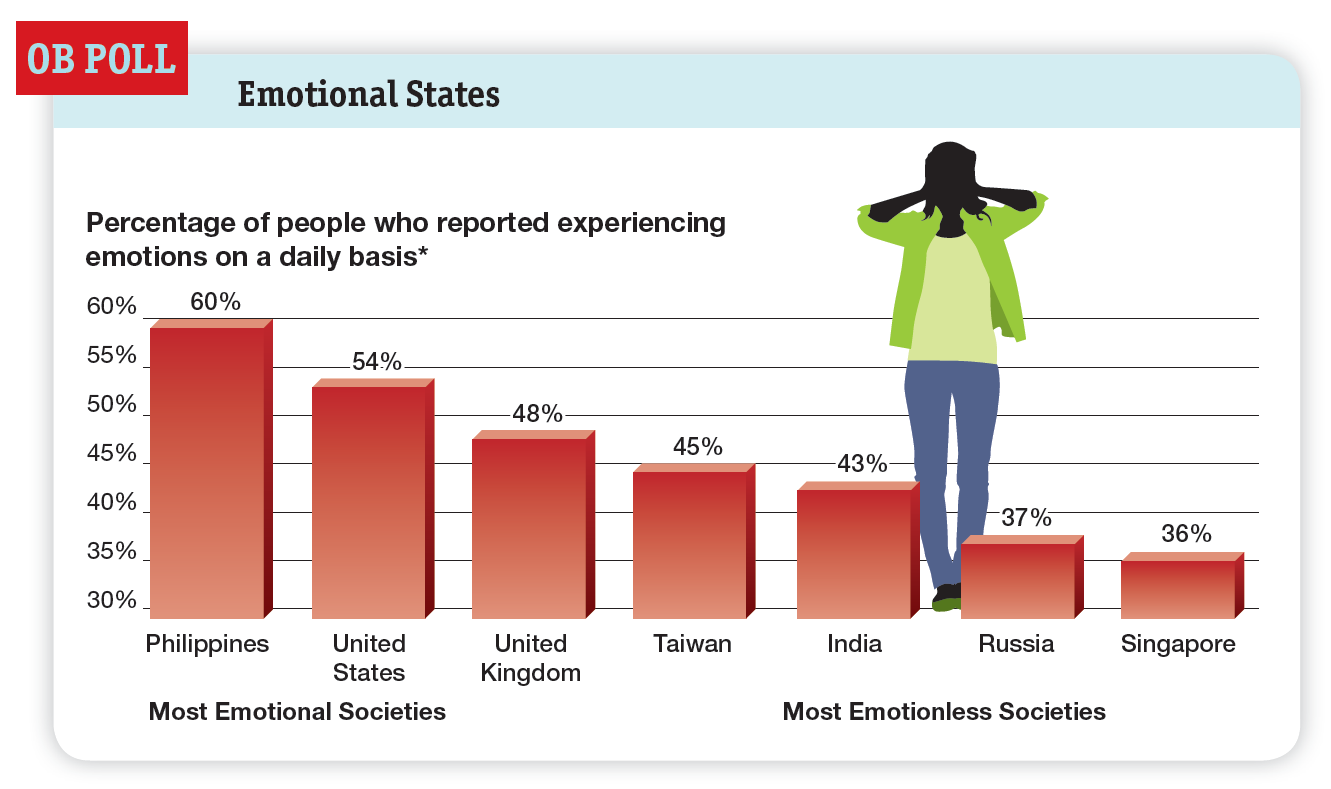 OB POLL
Emotional States
Percentage of people who reported experiencing
emotions on a daily basis*
60%
55%
50%
45%
40%
35%
30%
60%
54%
48%
45%
43%
37%
36%
Philippines
United
States
United
Kingdom
Taiwan
India
Russia
Singapore
Most Emotional Societies
Most Emotionless Societies